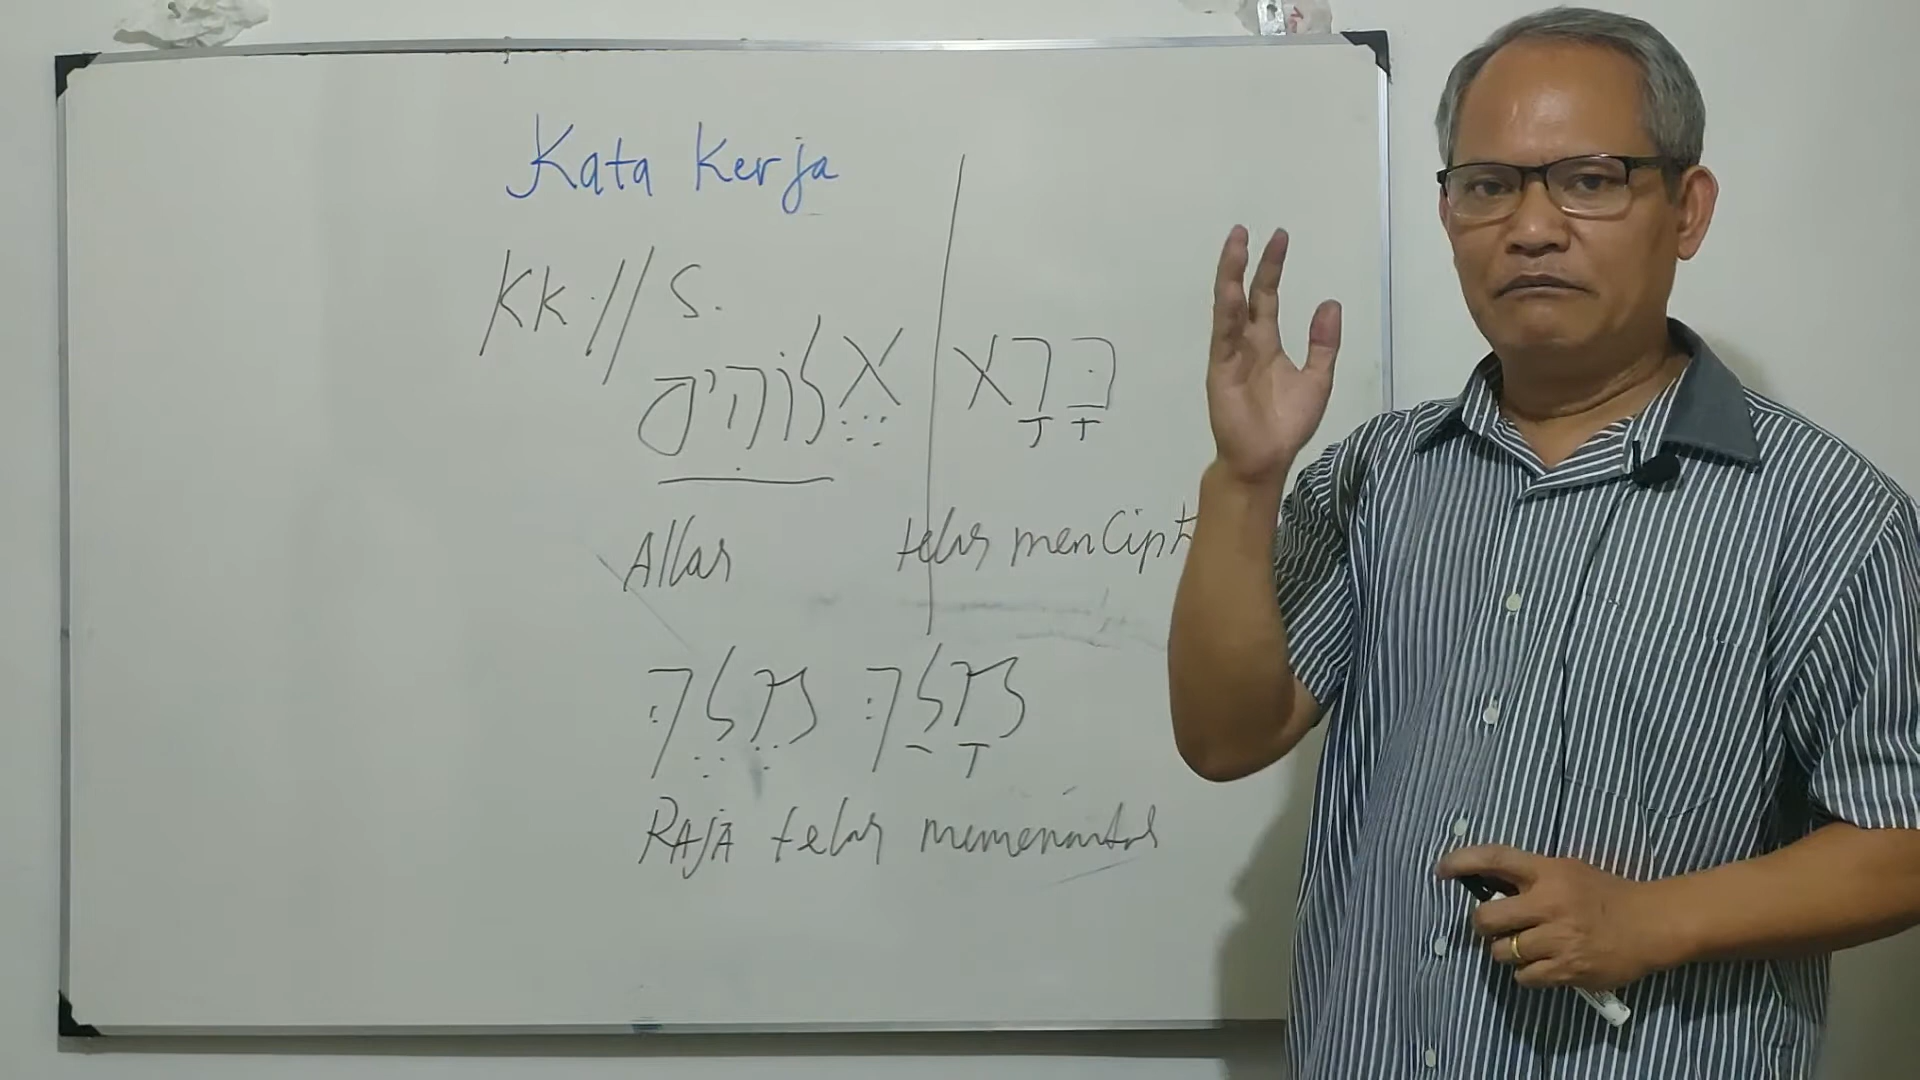 Kata Kerja
KK // S.
בָּרָא אֱלֹהִים
Allah telah mencipt
מָלַךְ מֶלֶךְ
RAJA telah memerintah